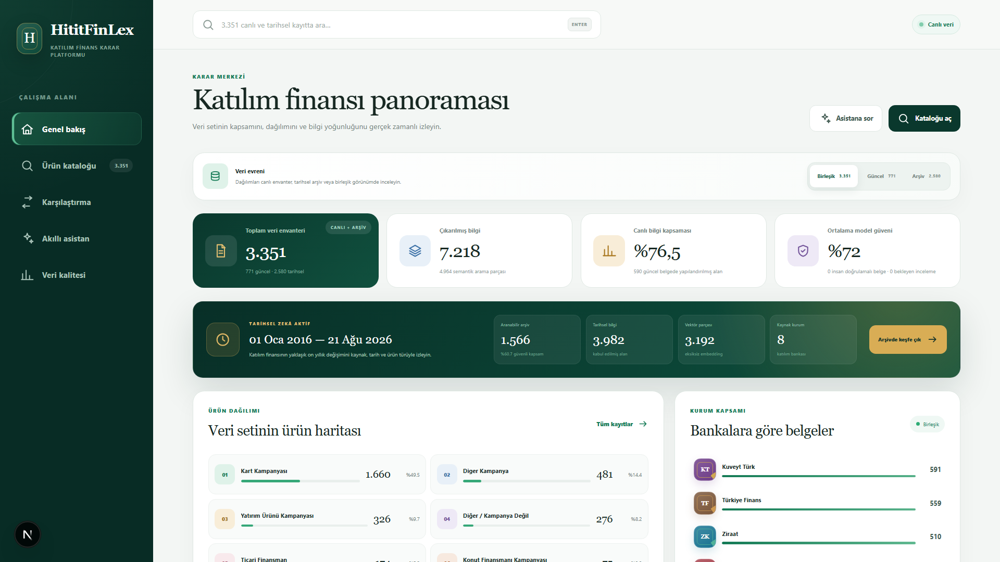 H
HititFinLex
KATILIM FİNANS KARAR
PLATFORMU
ÇALIŞMA ALANI
Genel bakış
Ürün kataloğu 3.351
Karşılaştırma
Akıllı asistan
Veri kalitesi
N
3.351 canlı ve tarihsel kayıtta ara...
ENTER
Canlı veri
KARAR MERKEZİ
Katılım finansı panoraması
Veri setinin kapsamını, dağılımını ve bilgi yoğunluğunu gerçek zamanlı izleyin.
Asistana sor
Kataloğu aç
Veri evreni
Dağılımları canlı envanter, tarihsel arşiv veya birleşik görünümde inceleyin.
Birleşik 3.351
Güncel 771
Arşiv 2.580
Toplam veri envanteri
CANLI + ARŞİV
3.351
771 güncel · 2.580 tarihsel
Çıkarılmış bilgi
7.218
4.964 semantik arama parçası
Canlı bilgi kapsaması
%76,5
590 güncel belgede yapılandırılmış alan
Ortalama model güveni
%72
0 insan doğrulamalı belge · 0 bekleyen inceleme
TARİHSEL ZEKÂ AKTİF
01 Oca 2016 — 21 Ağu 2026
Katılım finansının yaklaşık on yıllık değişimini kaynak, tarih ve ürün türüyle izleyin.
Aranabilir arşiv
1.566
%60.7 güvenli kapsam
Tarihsel bilgi
3.982
kabul edilmiş alan
Vektör parçası
3.192
eksiksiz embedding
Kaynak kurum
8
katılım bankası
Arşivde keşfe çık
ÜRÜN DAĞILIMI
Veri setinin ürün haritası
Tüm kayıtlar
01 Kart Kampanyası 1.660 %49.5
02 Diger Kampanya 481 %14.4
03 Yatırım Ürünü Kampanyası 326 %9.7
04 Diğer / Kampanya Değil 276 %8.2
Ticari Finansman
Konut Finansmanı Kampanyası
KURUM KAPSAMI
Bankalara göre belgeler
Birleşik
KT Kuveyt Türk 591
TF Türkiye Finans 559
ZK Ziraat 510